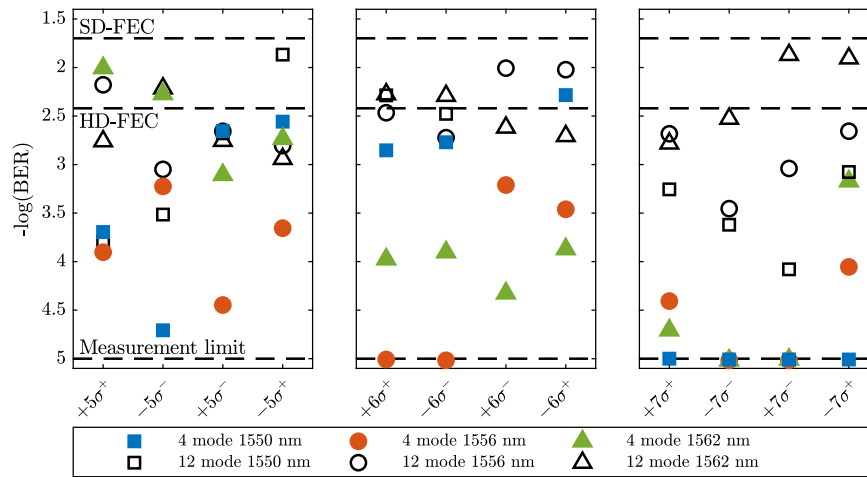 1.5
SD-FEC
2
2.5
HD-FEC
3
-log(BER)
3.5
4
4.5
Measurement limit
5
+5σ⁺ −5σ⁻ +5σ⁻ −5σ⁺ +6σ⁺ −6σ⁻ +6σ⁻ −6σ⁺ +7σ⁺ −7σ⁻ +7σ⁻ −7σ⁺
4 mode 1550 nm 4 mode 1556 nm 4 mode 1562 nm
12 mode 1550 nm 12 mode 1556 nm 12 mode 1562 nm